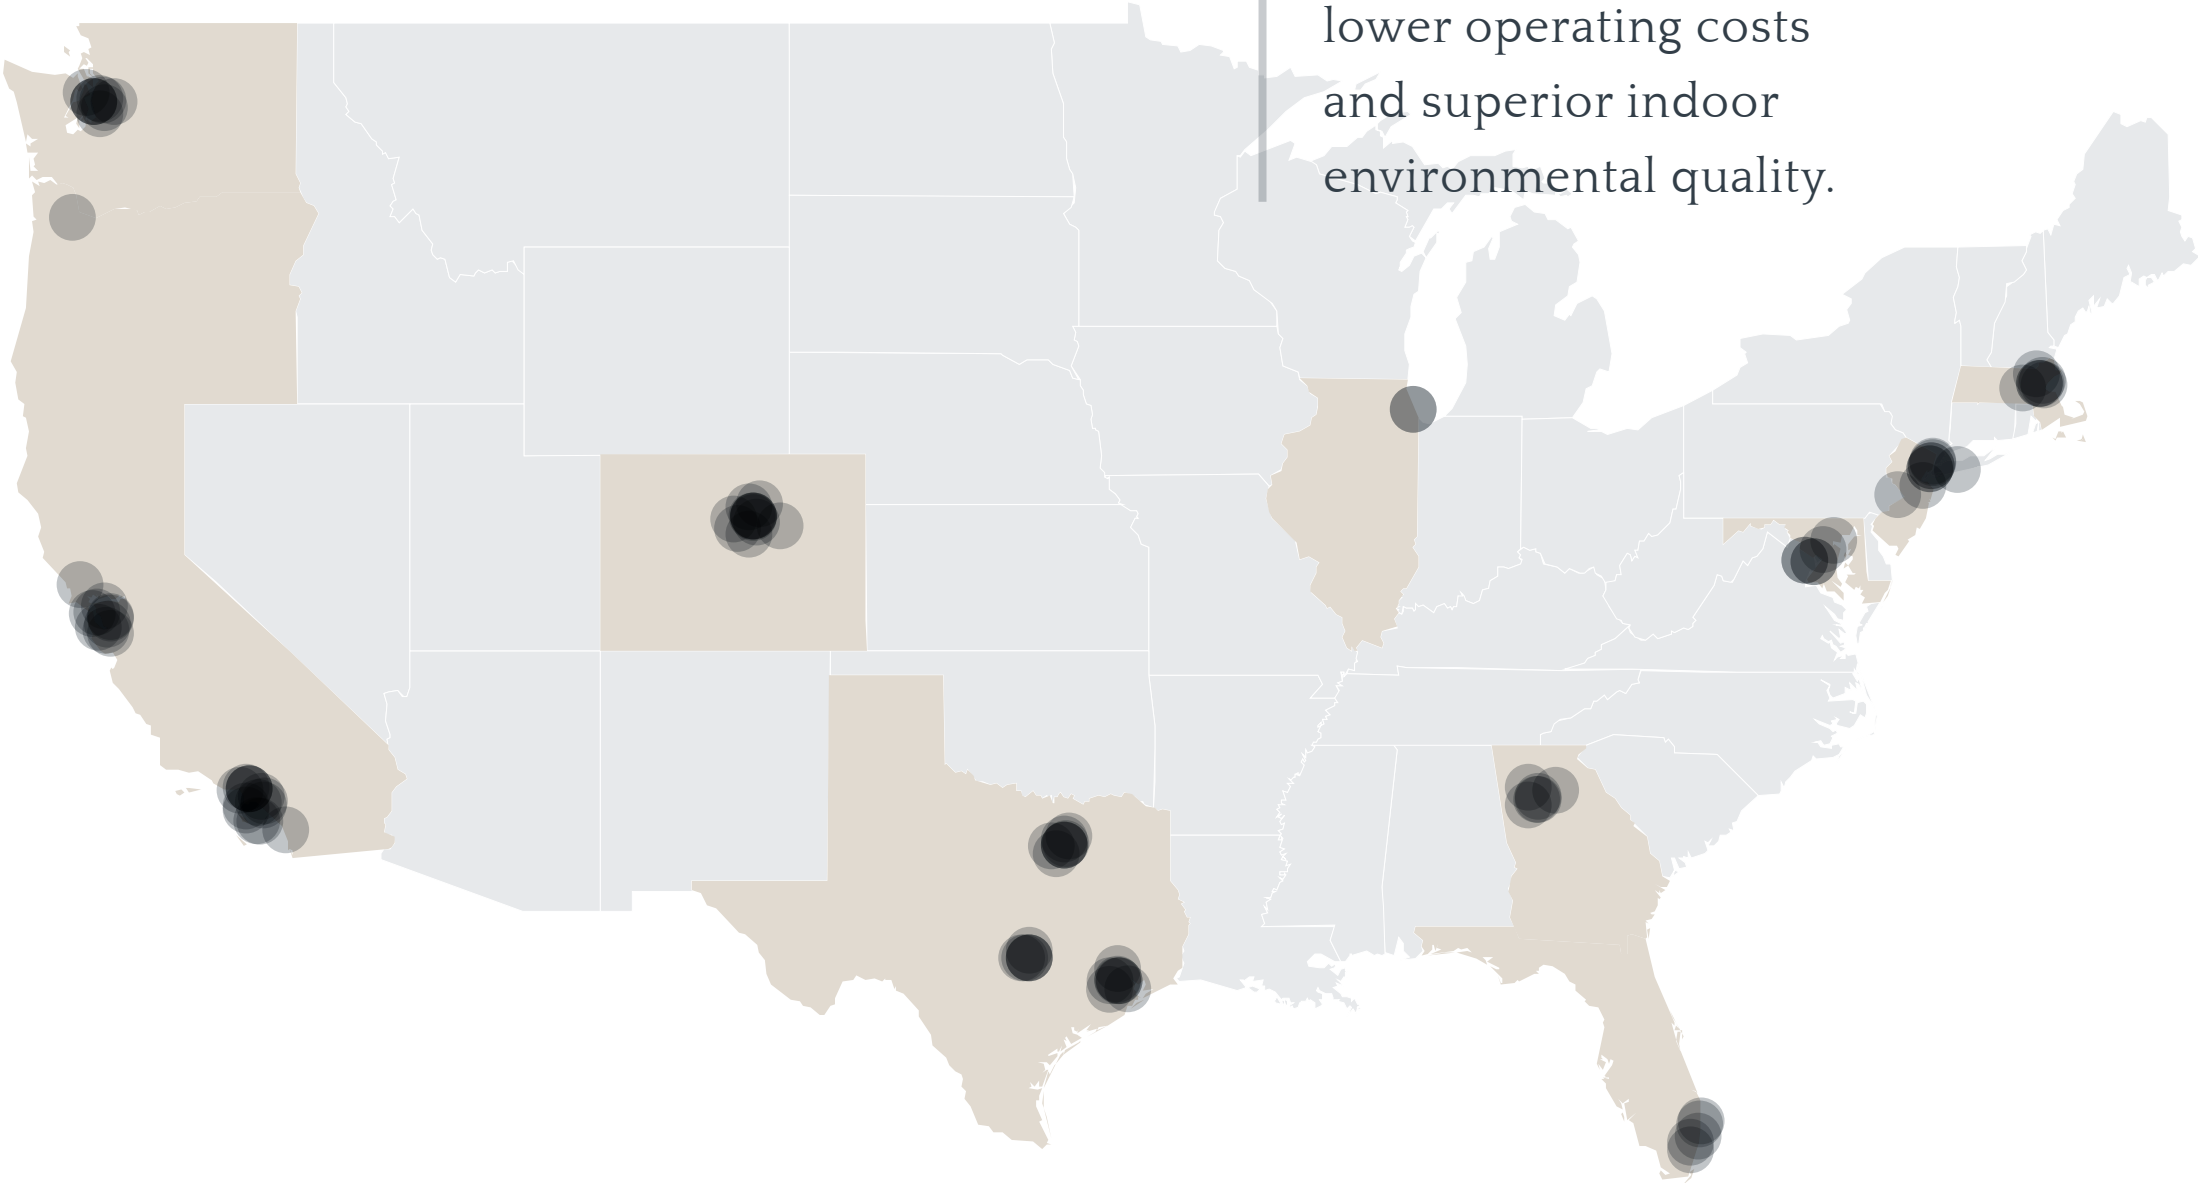 lower operating costs
and superior indoor
environmental quality.